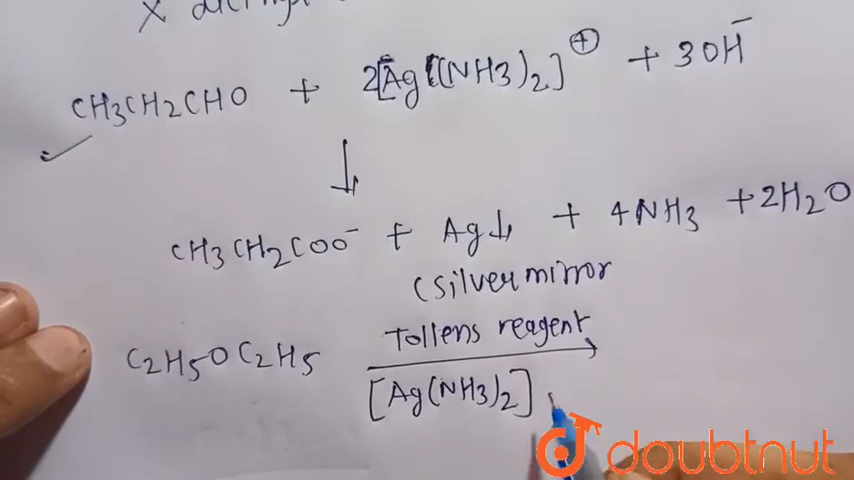 X
CH3CH2CHO + 2[Ag(NH3)2]⊕ + 3OH⁻
↓
CH3CH2COO⁻ + Ag↓ + 4NH3 + 2H2O
(Silver mirror
C2H5OC2H5
Tollens reagent
[Ag(NH3)2]
doubtnut